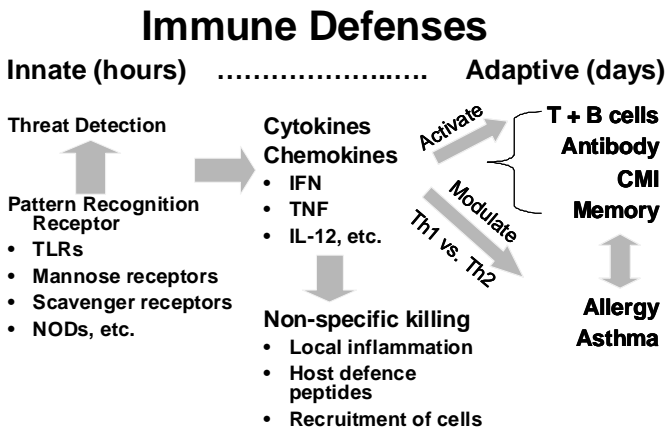 Immune Defenses
Innate (hours) ………………..…. Adaptive (days)
Threat Detection
Pattern Recognition
Receptor
• TLRs
• Mannose receptors
• Scavenger receptors
• NODs, etc.
Cytokines
Chemokines
• IFN
• TNF
• IL-12, etc.
Non-specific killing
• Local inflammation
• Host defence
peptides
• Recruitment of cells
Activate
Modulate
Th1 vs. Th2
T + B cells
Antibody
CMI
Memory
Allergy
Asthma